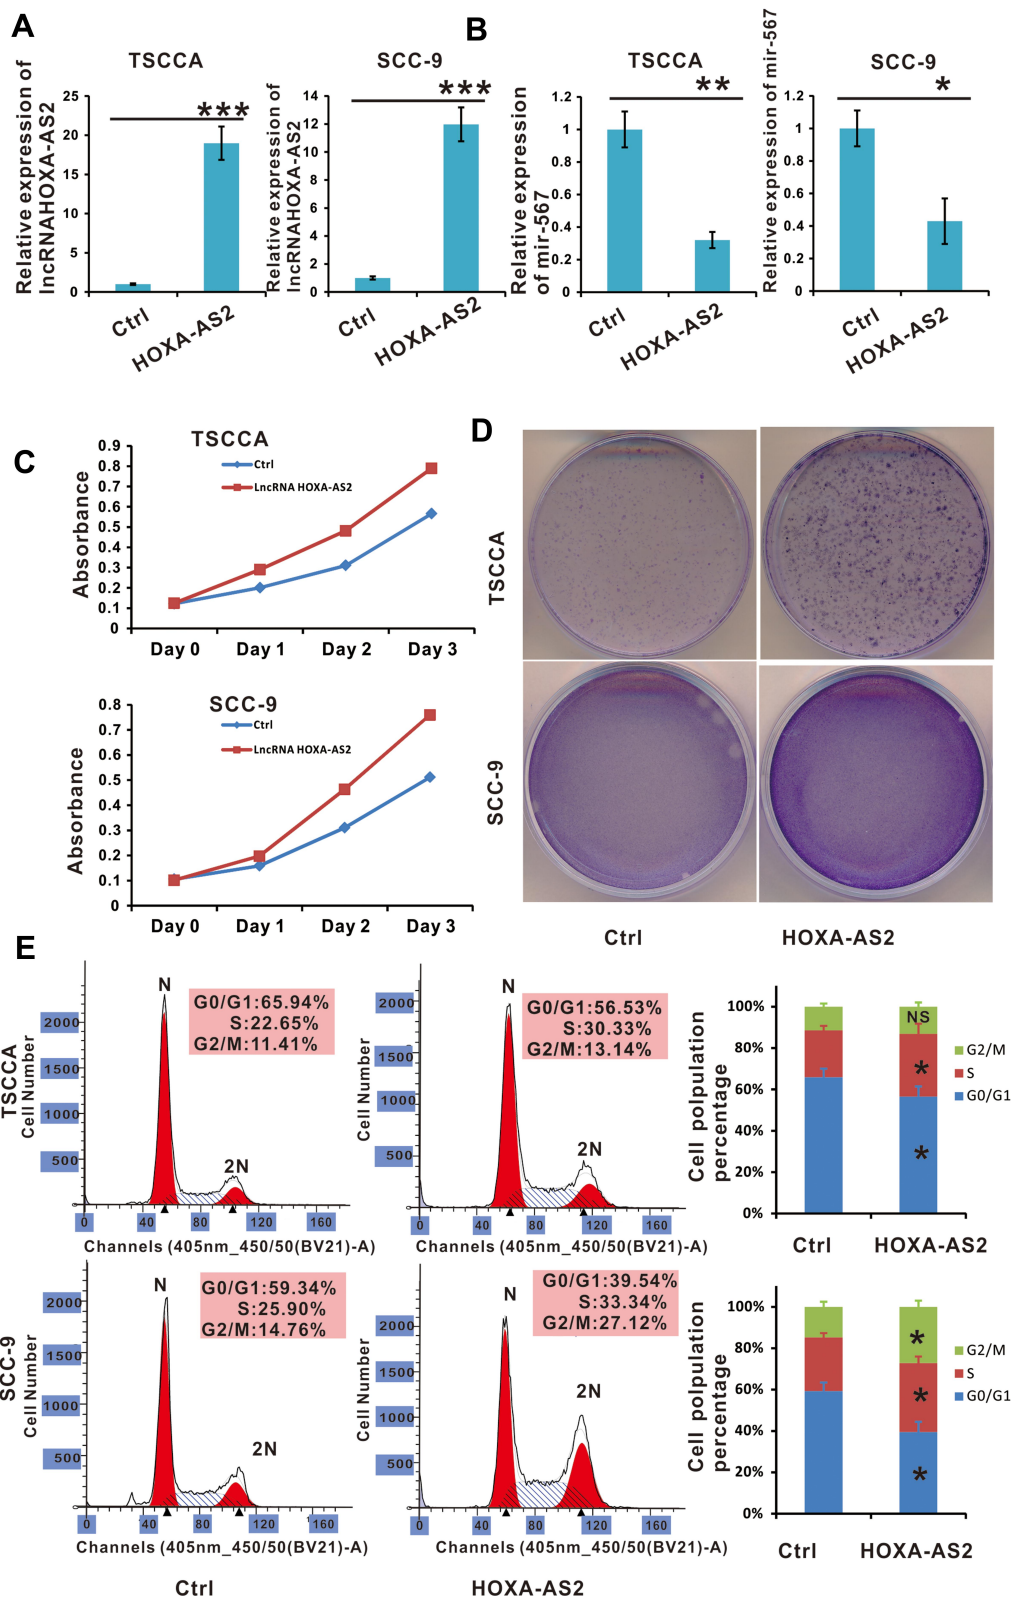 A
TSCCA
Relative expression of
lncRNAHOXA-AS2
25
20
15
10
5
0
***
Ctrl
HOXA-AS2
SCC-9
Relative expression of
lncRNAHOXA-AS2
14
12
10
8
6
4
2
0
***
Ctrl
HOXA-AS2
B
TSCCA
Relative expression
of mir-567
1.2
1
0.8
0.6
0.4
0.2
0
**
Ctrl
HOXA-AS2
SCC-9
Relative expression of mir-567
1.2
1
0.8
0.6
0.4
0.2
0
*
Ctrl
HOXA-AS2
C
TSCCA
Absorbance
0.9
0.8
0.7
0.6
0.5
0.4
0.3
0.2
0.1
0
Ctrl
LncRNA HOXA-AS2
Day 0 Day 1 Day 2 Day 3
SCC-9
Absorbance
0.8
0.7
0.6
0.5
0.4
0.3
0.2
0.1
0
Ctrl
LncRNA HOXA-AS2
Day 0 Day 1 Day 2 Day 3
D
TSCCA
SCC-9
Ctrl HOXA-AS2
E
TSCCA
Cell Number
2000
1500
1000
500
0
N
G0/G1:65.94%
S:22.65%
G2/M:11.41%
2N
0 40 80 120 160
Channels (405nm_450/50(BV21)-A)
Cell Number
2000
1500
1000
500
0
N
G0/G1:56.53%
S:30.33%
G2/M:13.14%
2N
0 40 80 120 160
Channels (405nm_450/50(BV21)-A)
Cell polpulation
percentage
100%
80%
60%
40%
20%
0%
NS
*
*
G2/M
S
G0/G1
Ctrl HOXA-AS2
SCC-9
Cell Number
2000
1500
1000
500
0
N
G0/G1:59.34%
S:25.90%
G2/M:14.76%
2N
0 40 80 120 160
Channels (405nm_450/50(BV21)-A)
Ctrl
Cell Number
2000
1500
1000
500
0
N
G0/G1:39.54%
S:33.34%
G2/M:27.12%
2N
0 40 80 120 160
Channels (405nm_450/50(BV21)-A)
HOXA-AS2
Cell polpulation
percentage
100%
80%
60%
40%
20%
0%
*
*
*
G2/M
S
G0/G1
Ctrl HOXA-AS2